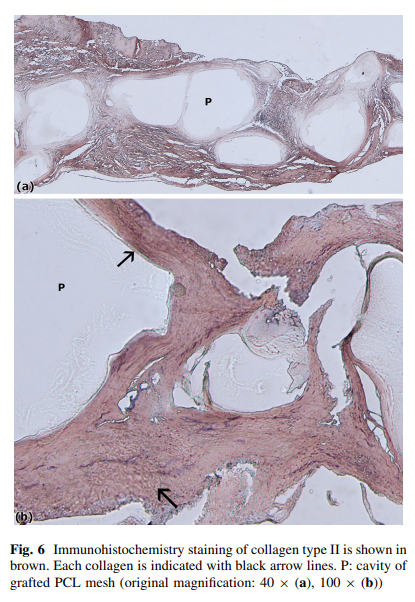 P
(a)
P
(b)
Fig. 6 Immunohistochemistry staining of collagen type II is shown in
brown. Each collagen is indicated with black arrow lines. P: cavity of
grafted PCL mesh (original magnification: 40 × (a), 100 × (b))